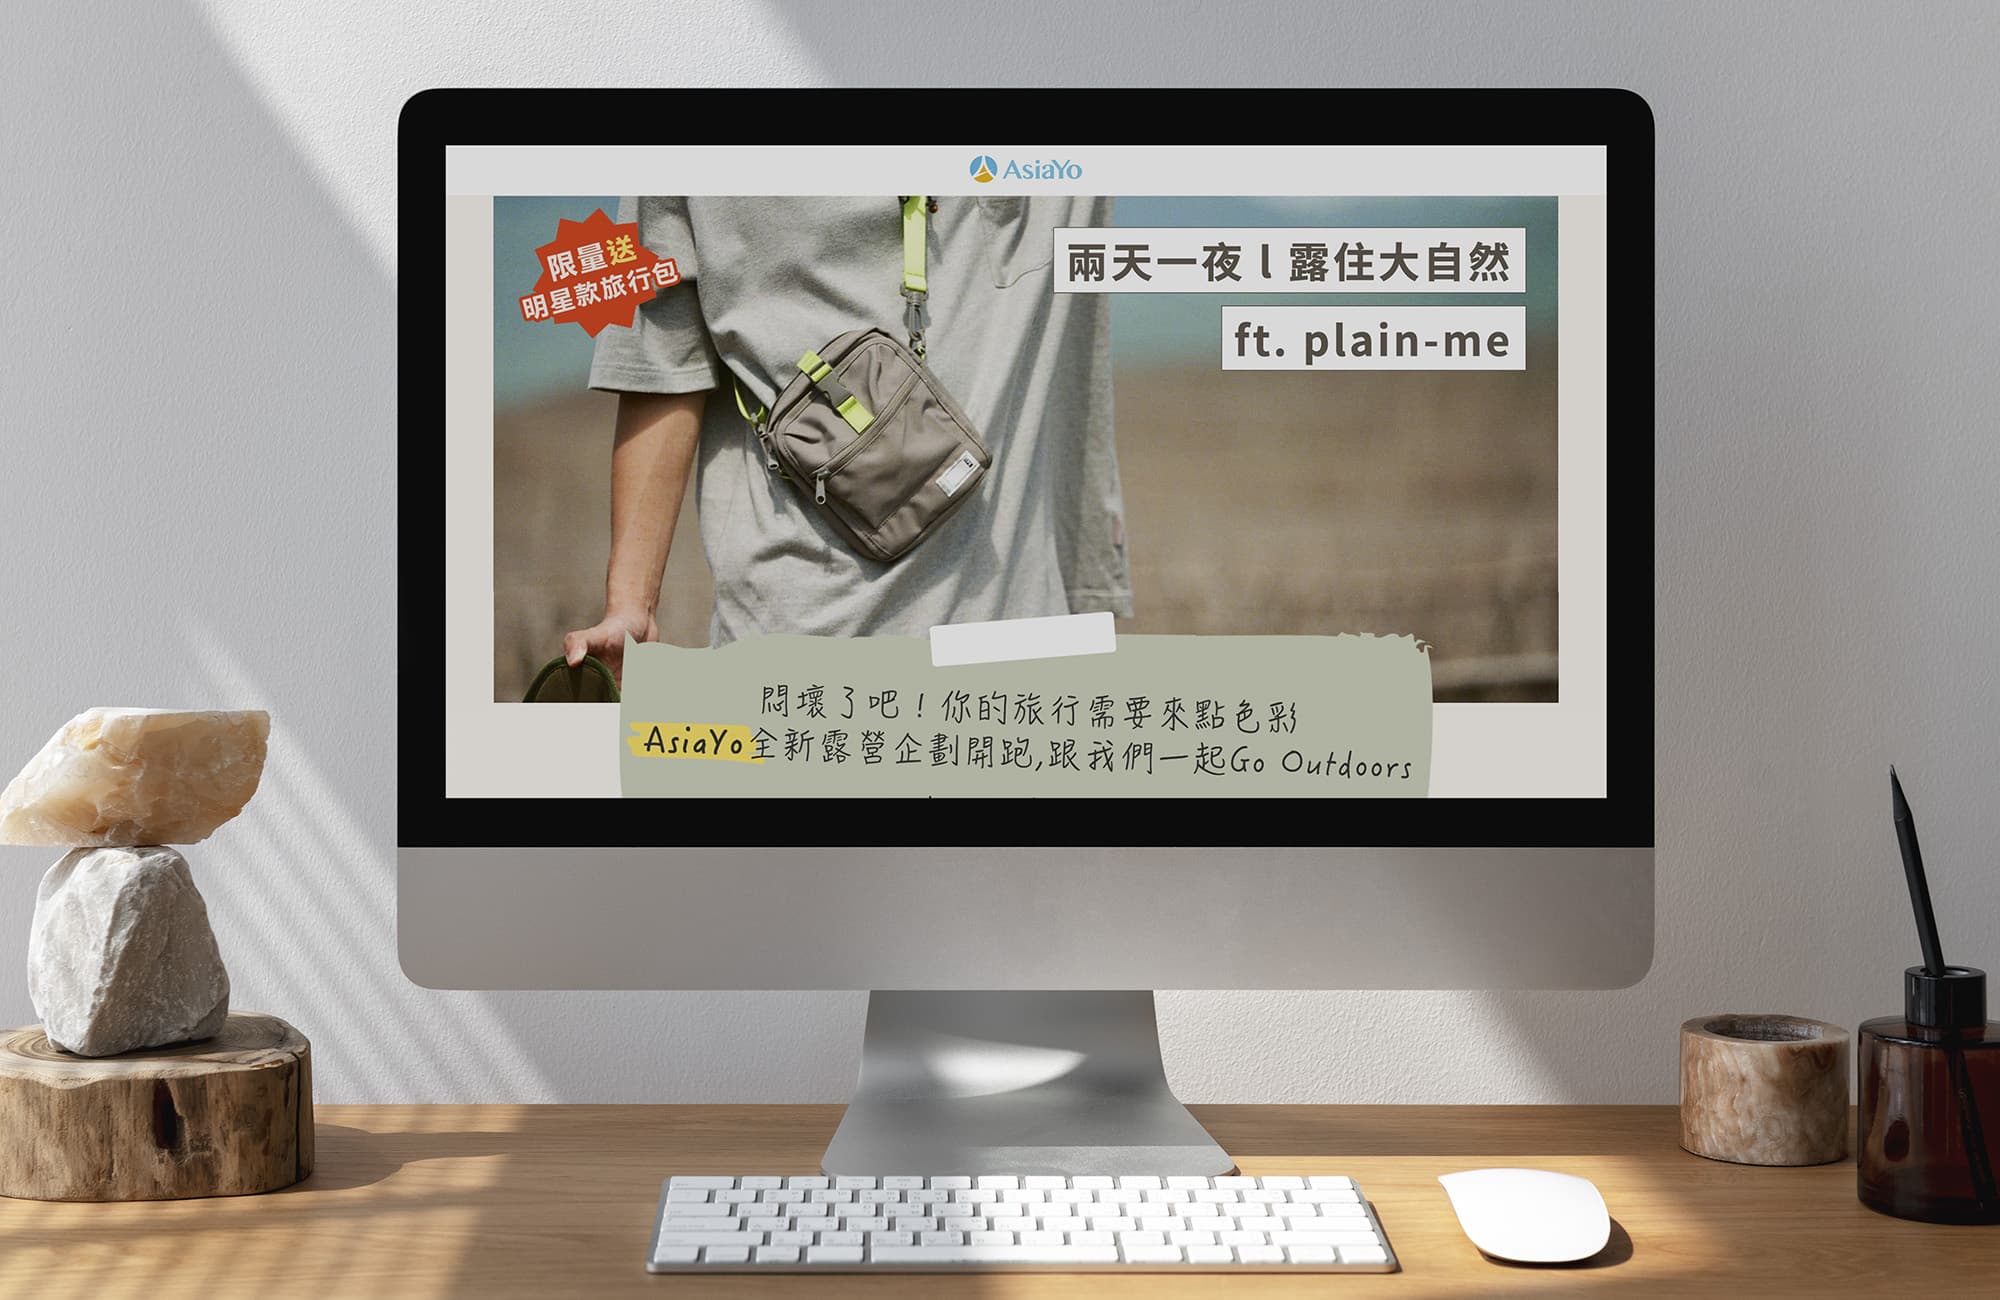 AsiaYo
限量送
明星款旅行包
兩天一夜 l 露住大自然
ft. plain-me
悶壞了吧！你的旅行需要來點色彩
AsiaYo全新露營企劃開跑,跟我們一起Go Outdoors